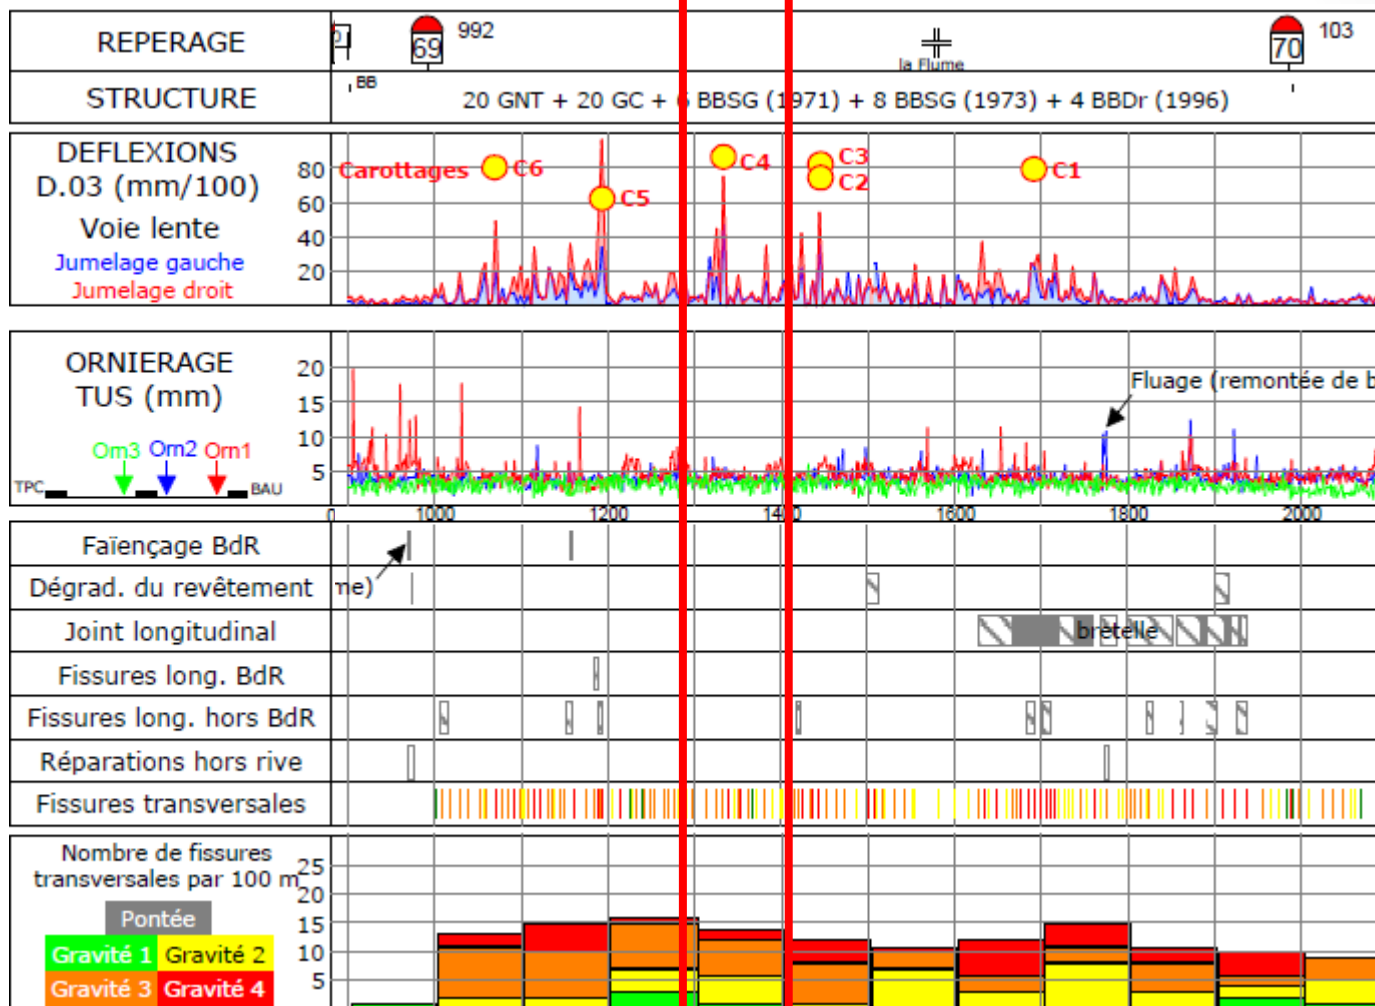 REPERAGE
69
992
la Flume
70
103
STRUCTURE
BB
20 GNT + 20 GC + 6 BBSG (1971) + 8 BBSG (1973) + 4 BBDr (1996)
DEFLEXIONS
D.03 (mm/100)
Voie lente
Jumelage gauche
Jumelage droit
80
60
40
20
Carottages
C6
C5
C4
C3
C2
C1
ORNIERAGE
TUS (mm)
Orn3 Orn2 Orn1
TPC
BAU
20
15
10
5
Fluage (remontée de b
0 1000 1200 1400 1600 1800 2000
Faïençage BdR
Dégrad. du revêtement
me)
Joint longitudinal
bretelle
Fissures long. BdR
Fissures long. hors BdR
Réparations hors rive
Fissures transversales
Nombre de fissures
transversales par 100 m
Pontée
Gravité 1 Gravité 2
Gravité 3 Gravité 4
25
20
15
10
5